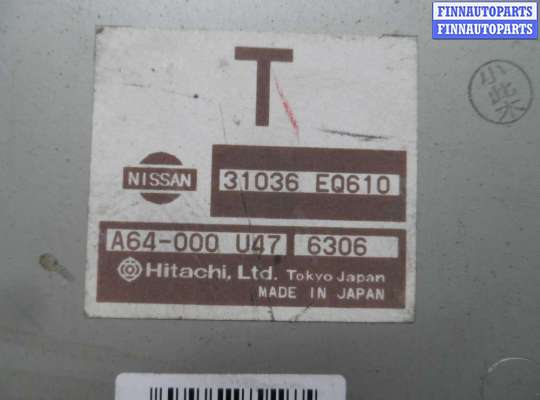 FINNAUTOPARTS
FINNAUTOPARTS
T
NISSAN
31036 EQ610
A64-000 U47 6306
Hitachi, Ltd. Tokyo Japan
MADE IN JAPAN